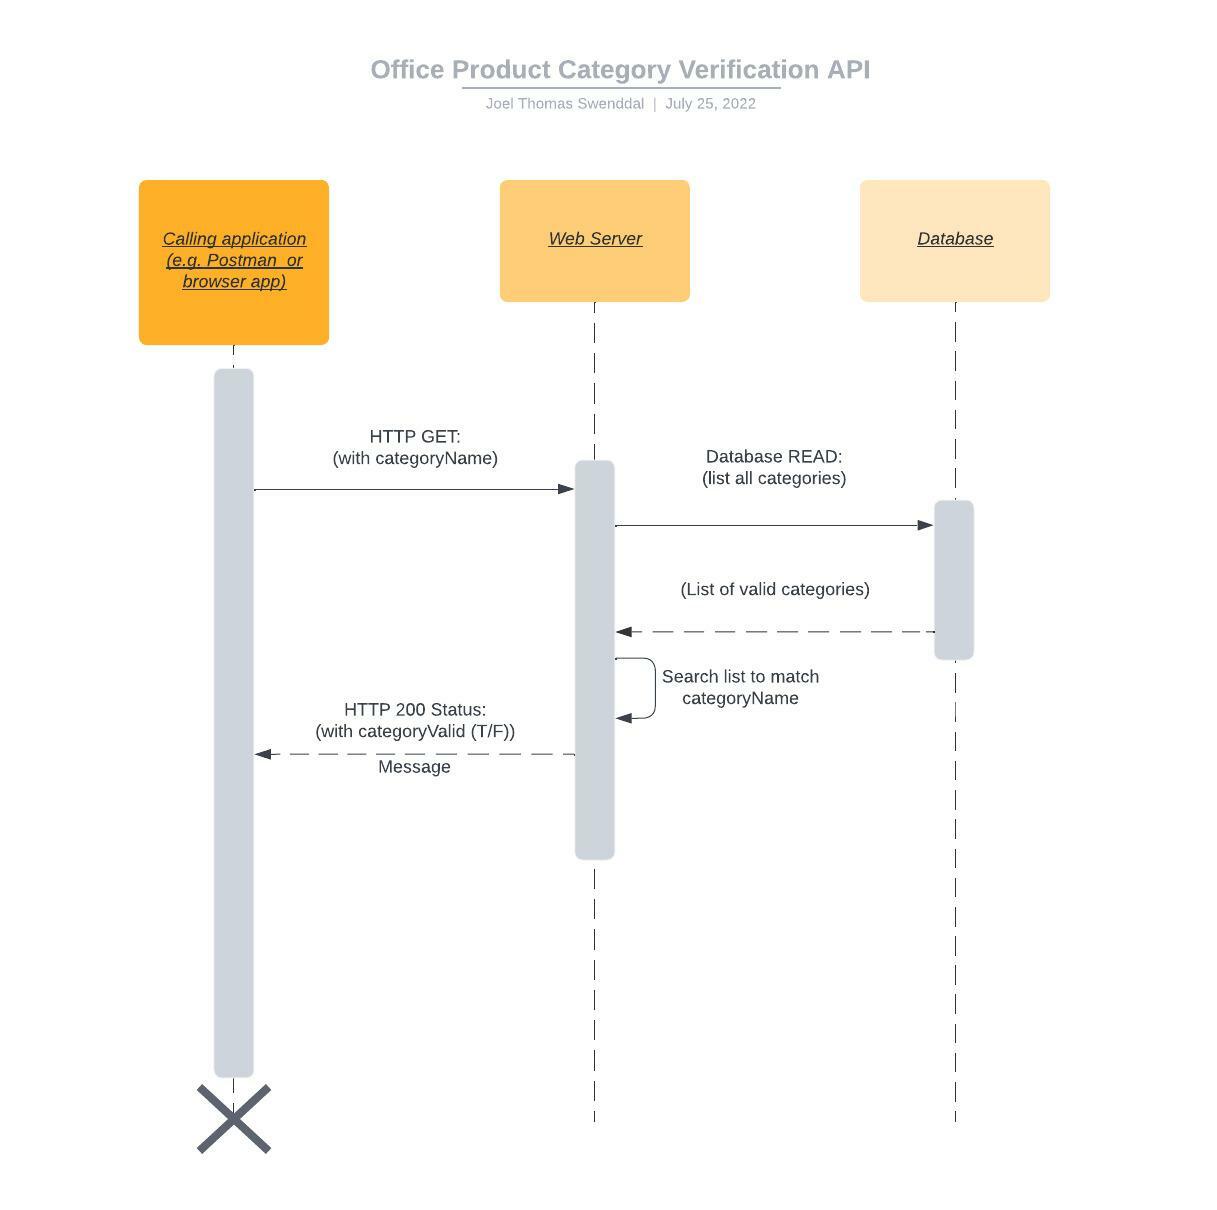 Office Product Category Verification API
Joel Thomas Swenddal | July 25, 2022
Calling application
(e.g. Postman  or
browser app)
Web Server
Database
HTTP GET:
(with categoryName)
Database READ:
(list all categories)
(List of valid categories)
Search list to match
categoryName
HTTP 200 Status:
(with categoryValid (T/F))
Message